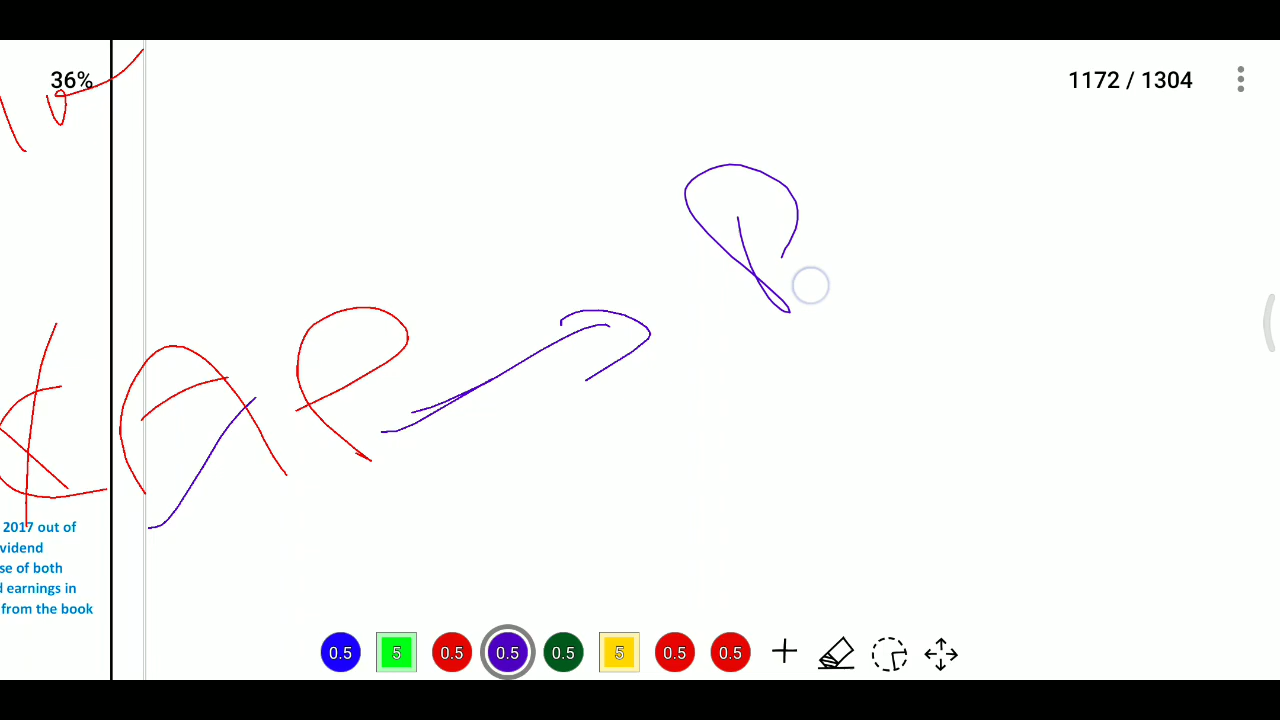 36%
1172 / 1304
AP
R
2017 out of
vidend
se of both
d earnings in
from the book
0.5 5 0.5 0.5 0.5 5 0.5 0.5